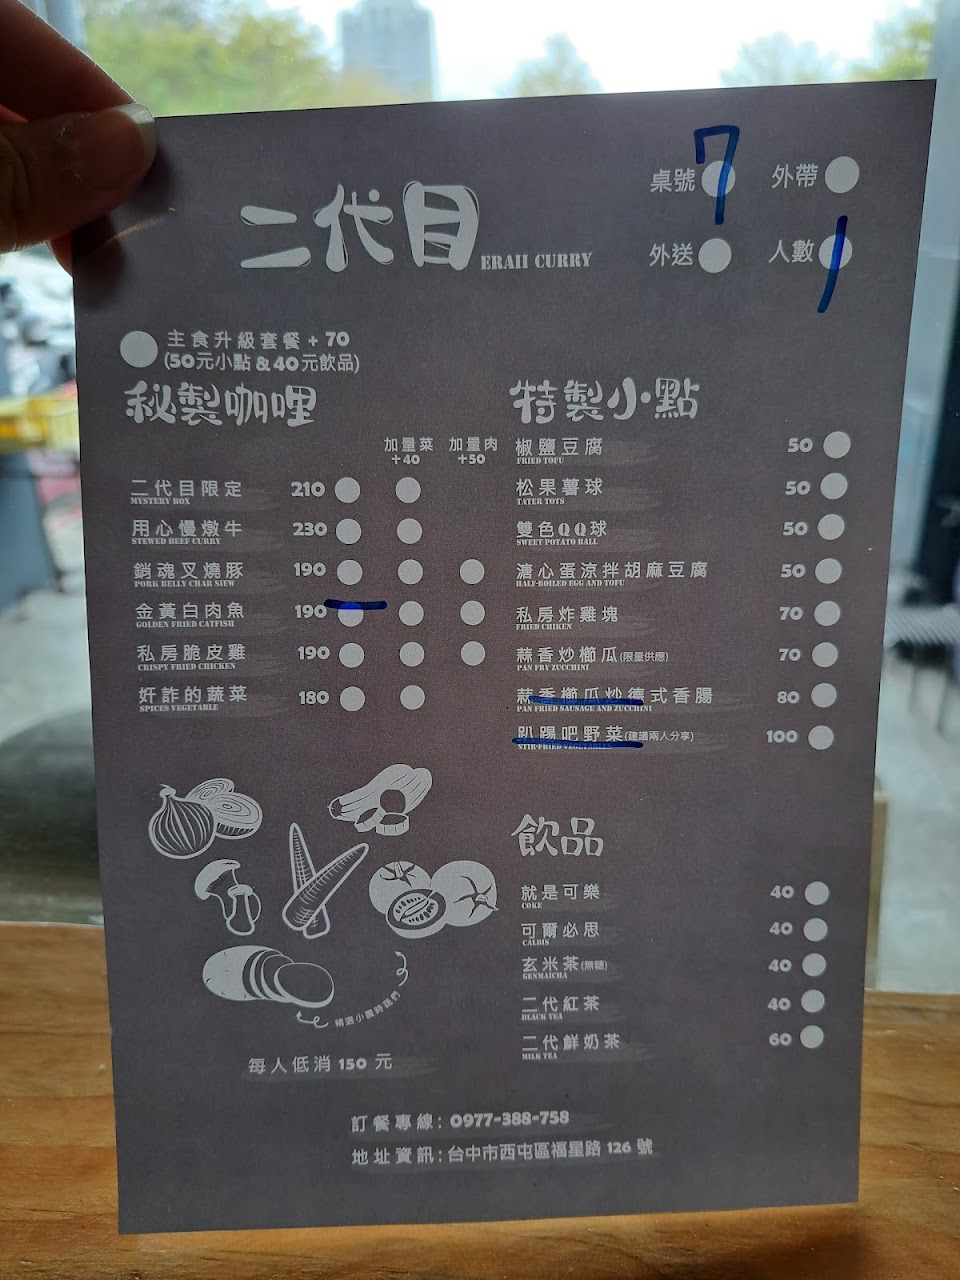 二代目 ERAII CURRY
桌號 7 外帶
外送 人數 1
主食升級套餐+70
(50元小點&40元飲品)
秘製咖哩
加量菜 加量肉
+40 +50
二代目限定 210
MYSTERY BOX
用心慢燉牛 230
STEWED BEEF CURRY
銷魂叉燒豚 190
PORK BELLY CHAR SIEW
金黃白肉魚 190
GOLDEN FRIED CATFISH
私房脆皮雞 190
CRISPY FRIED CHICKEN
奸詐的蔬菜 180
SPICES VEGETABLE
精選小農時蔬們
每人低消 150 元
特製小點
椒鹽豆腐 50
FRIED TOFU
松果薯球 50
TATER TOTS
雙色QQ球 50
SWEET POTATO BALL
溏心蛋涼拌胡麻豆腐 50
HALF-BOILED EGG AND TOFU
私房炸雞塊 70
FRIED CHIKEN
蒜香炒櫛瓜(限量供應) 70
PAN FRY ZUCCHINI
蒜香櫛瓜炒德式香腸 80
PAN FRIED SAUSAGE AND ZUCCHINI
趴踢吧野菜(建議兩人分享) 100
STIR-FRIED VEGETABLES
飲品
就是可樂 40
COKE
可爾必思 40
CALBIS
玄米茶(無糖) 40
GENMAICHA
二代紅茶 40
BLACK TEA
二代鮮奶茶 60
MILK TEA
訂餐專線: 0977-388-758
地址資訊:台中市西屯區福星路 126 號